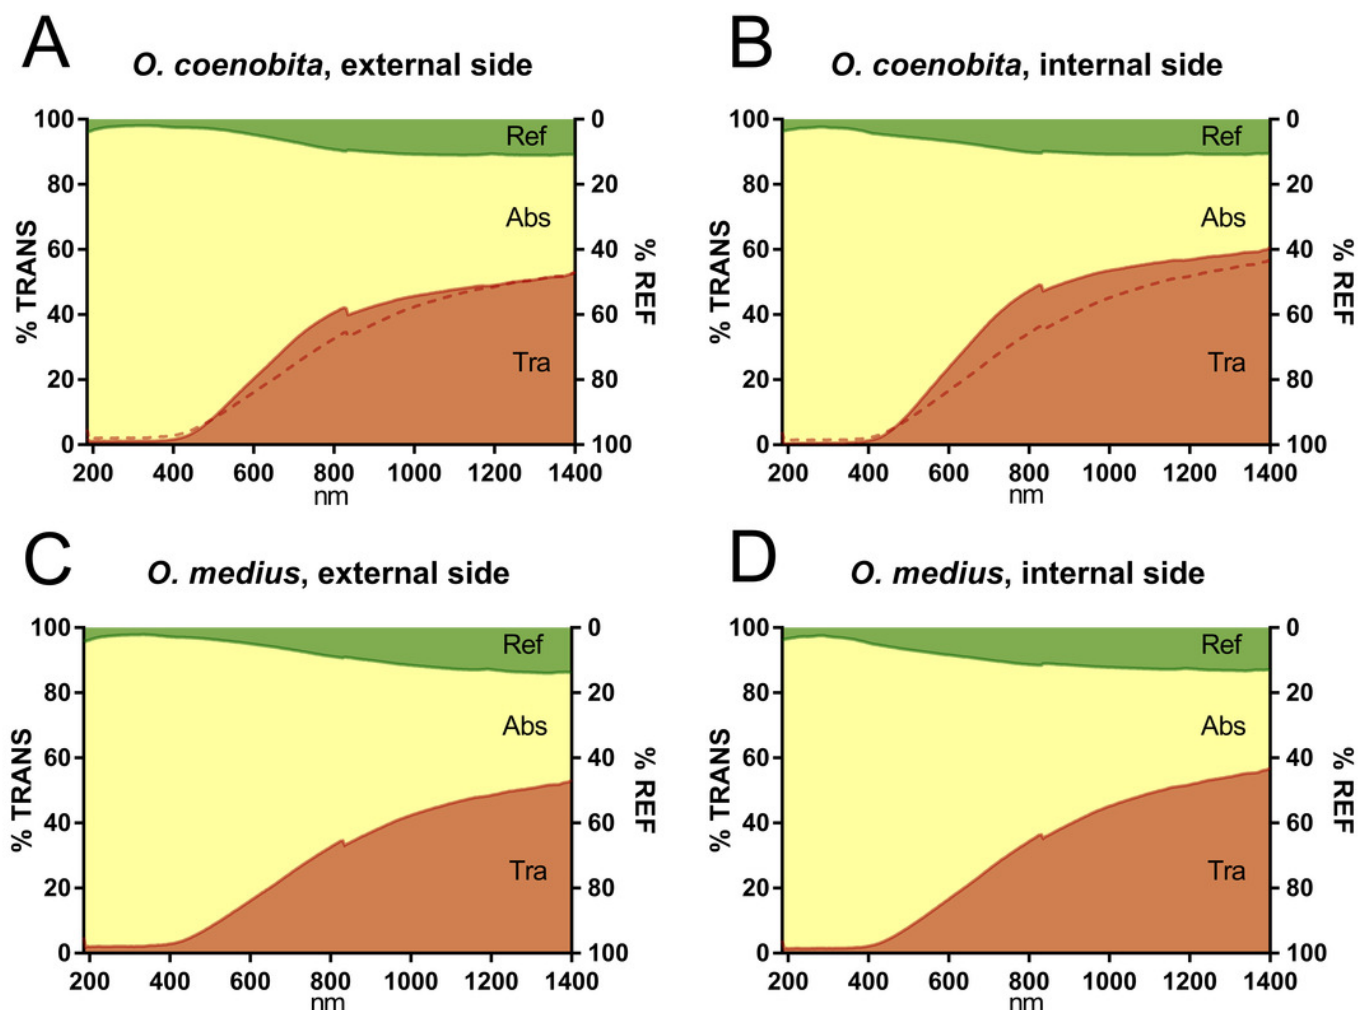 A
O. coenobita, external side
100
80
60
40
20
0
% TRANS
0
20
40
60
80
100
% REF
Ref
Abs
Tra
200 400 600 800 1000 1200 1400
nm
B
O. coenobita, internal side
100
80
60
40
20
0
% TRANS
0
20
40
60
80
100
% REF
Ref
Abs
Tra
200 400 600 800 1000 1200 1400
nm
C
O. medius, external side
100
80
60
40
20
0
% TRANS
0
20
40
60
80
100
% REF
Ref
Abs
Tra
200 400 600 800 1000 1200 1400
nm
D
O. medius, internal side
100
80
60
40
20
0
% TRANS
0
20
40
60
80
100
% REF
Ref
Abs
Tra
200 400 600 800 1000 1200 1400
nm